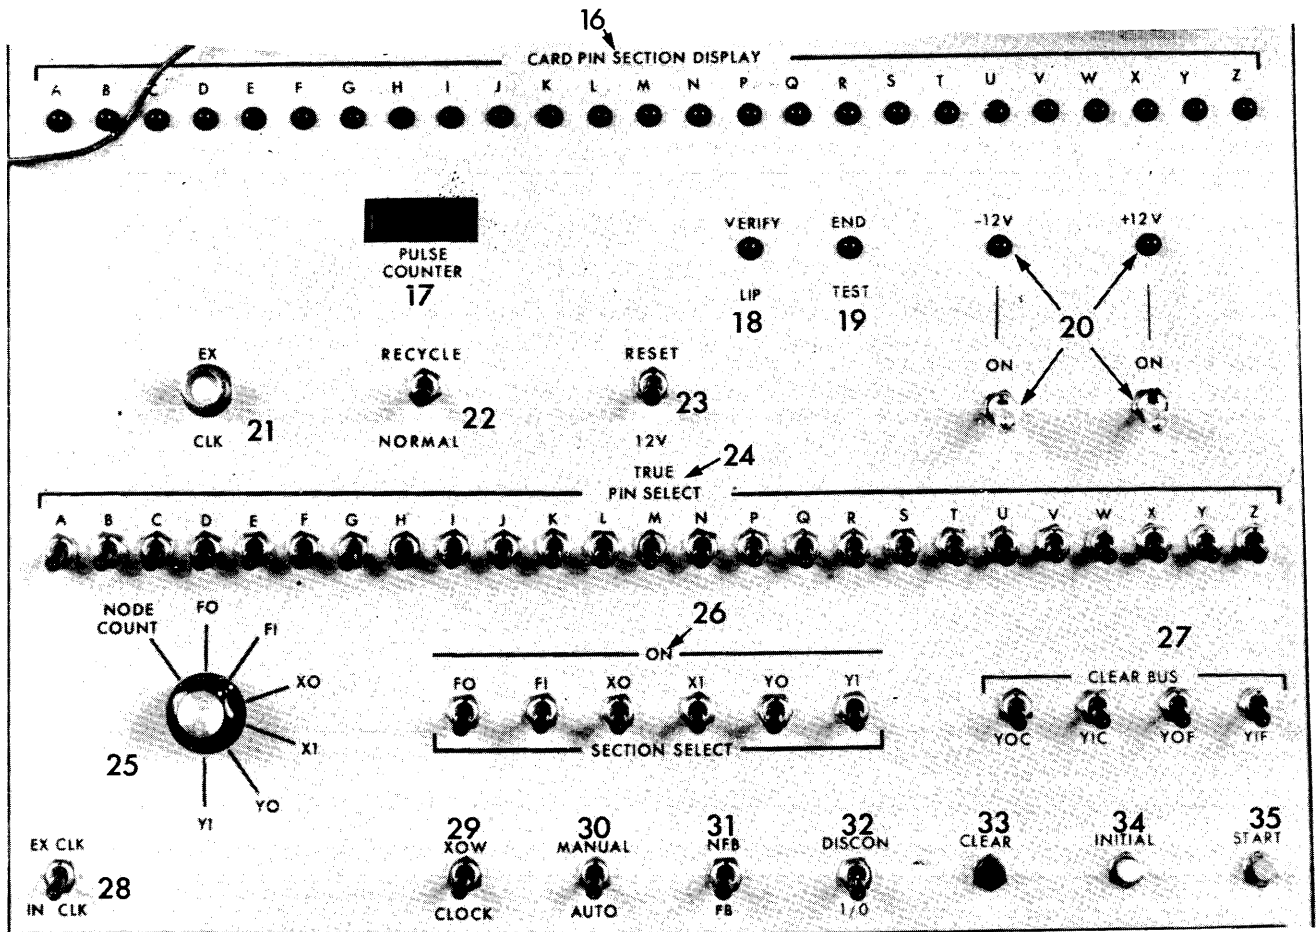 16
CARD PIN SECTION DISPLAY
A B C D E F G H I J K L M N P Q R S T U V W X Y Z
VERIFY END -12V +12V
PULSE
COUNTER
17
LIP TEST
18 19 20
EX RECYCLE RESET ON ON
21 22 23
CLK NORMAL 12V
TRUE 24
PIN SELECT
A B C D E F G H I J K L M N P Q R S T U V W X Y Z
NODE
COUNT
FO
FI
XO
X1
YO
Y1
25
26
ON
FO FI XO X1 YO Y1
SECTION SELECT
27
CLEAR BUS
YOC YIC YOF YIF
EX CLK
28
IN CLK
29 30 31 32 33 34 35
XOW MANUAL NFB DISCON CLEAR INITIAL START
CLOCK AUTO FB 1/0